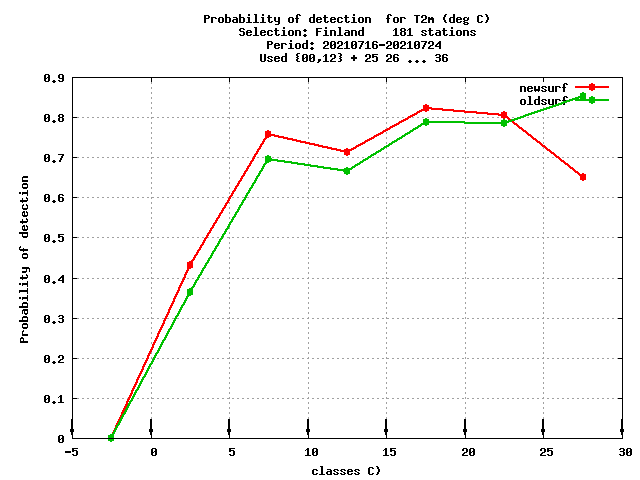 Probability of detection  for T2m (deg C)
Selection: Finland    181 stations
Period: 20210716-20210724
Used {00,12} + 25 26 ... 36
newsurf
oldsurf
Probability of detection
0.9
0.8
0.7
0.6
0.5
0.4
0.3
0.2
0.1
0
-5 0 5 10 15 20 25 30
classes C)